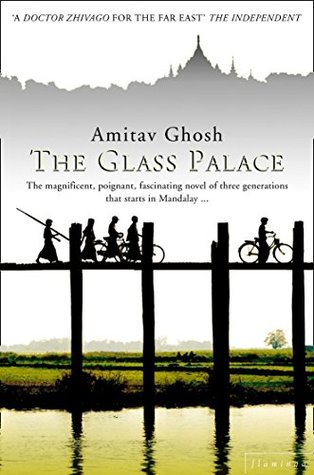 'A DOCTOR ZHIVAGO FOR THE FAR EAST' THE INDEPENDENT
Amitav Ghosh
THE GLASS PALACE
The magnificent, poignant, fascinating novel of three generations
that starts in Mandalay ...
flamingo